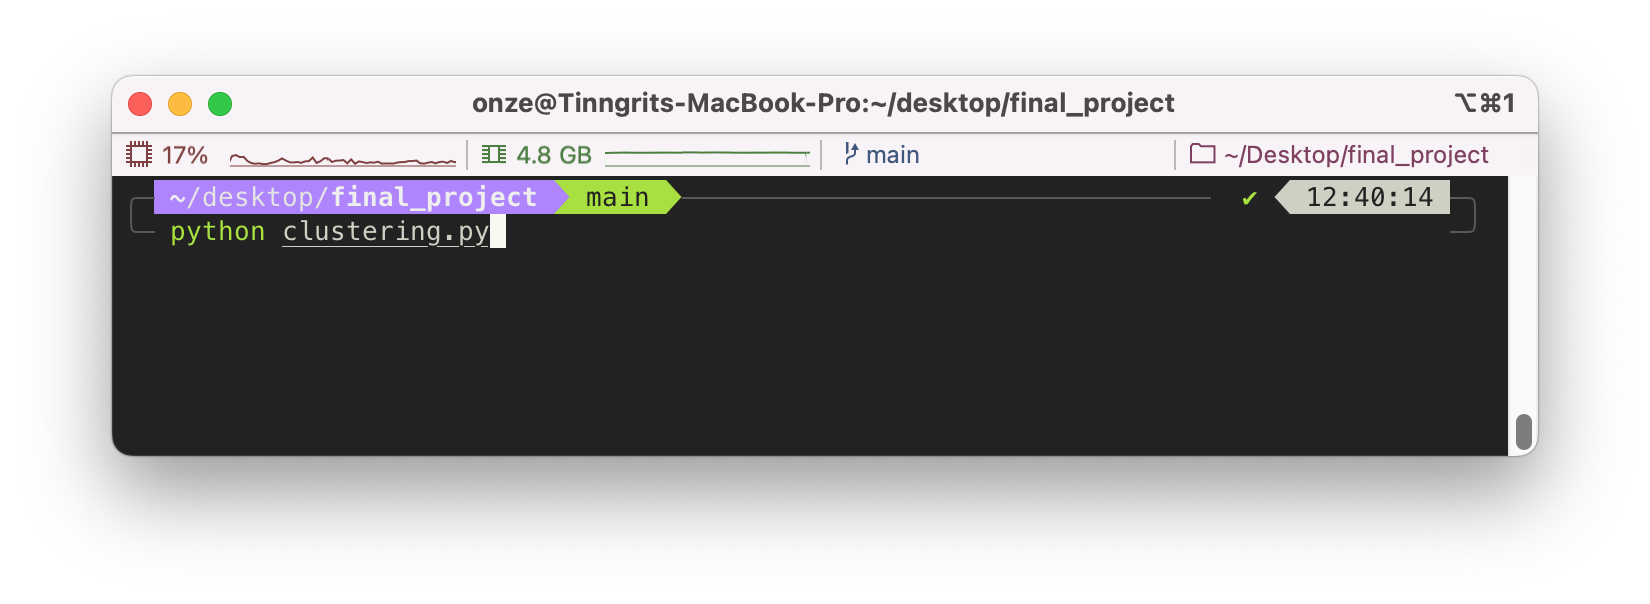 onze@Tinngrits-MacBook-Pro:~/desktop/final_project ⌥⌘1
17% 4.8 GB main ~/Desktop/final_project
~/desktop/final_project main ✔ 12:40:14
python clustering.py